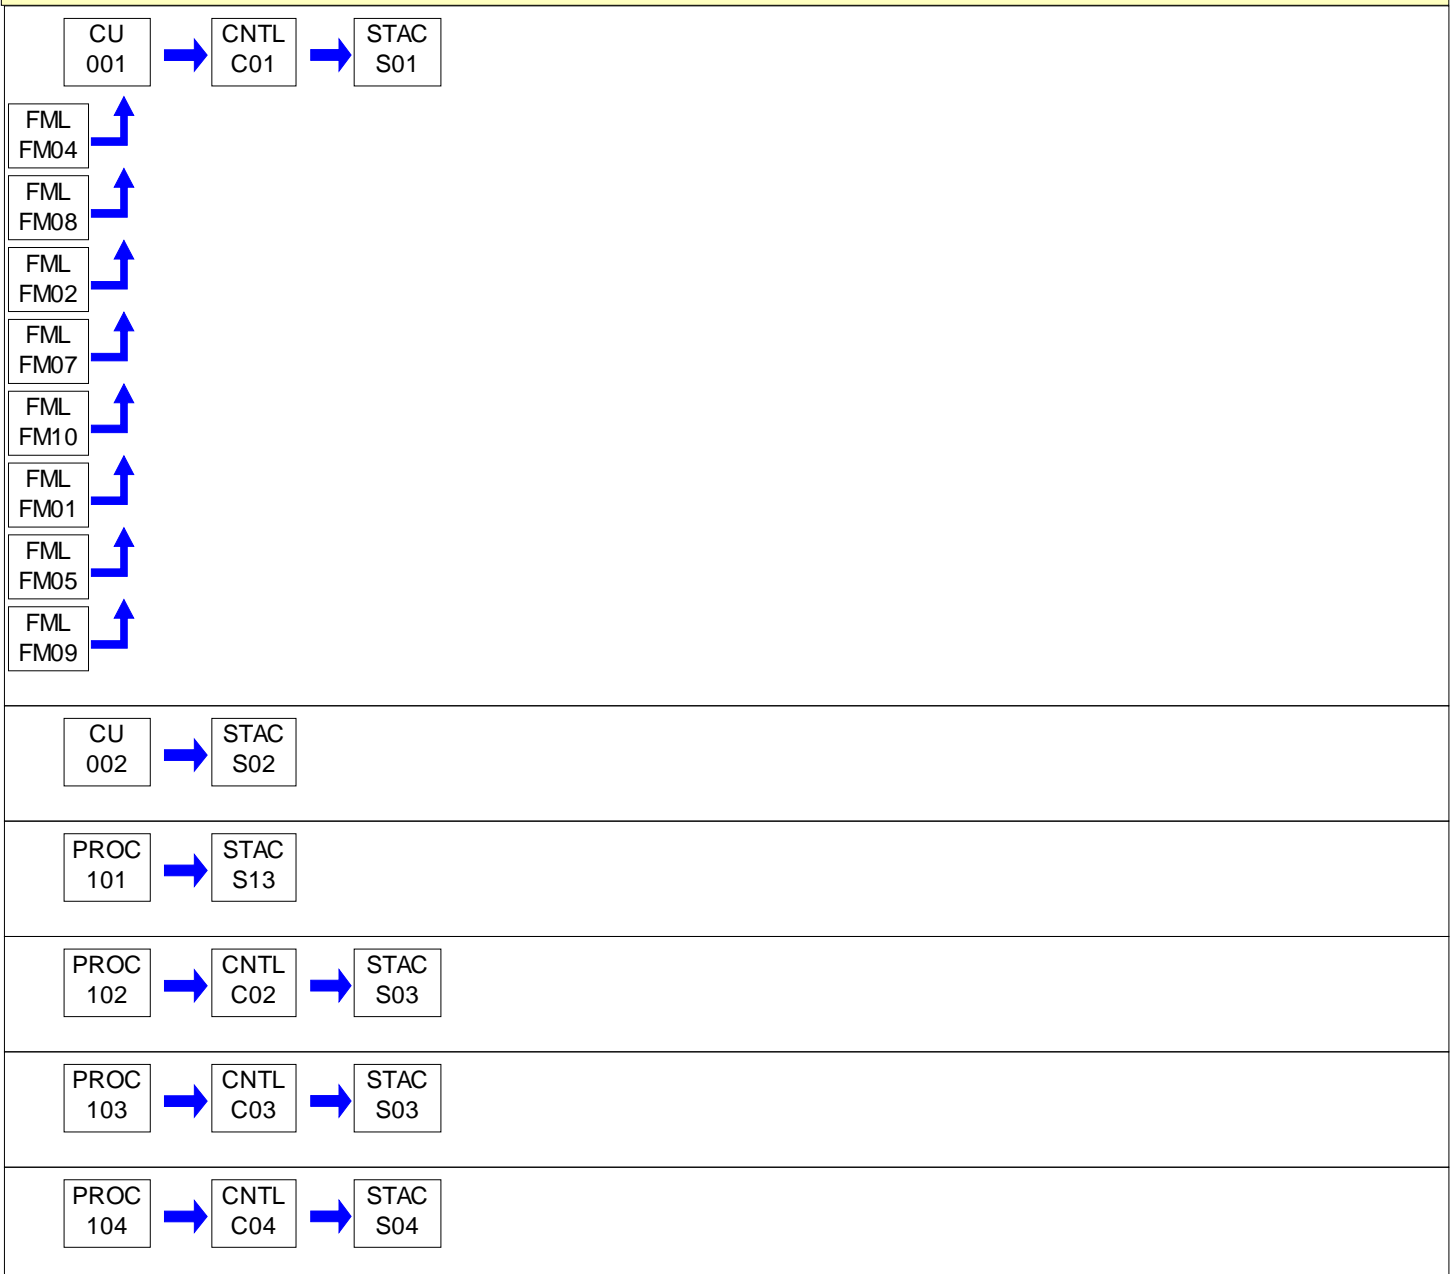 CU
001
CNTL
C01
STAC
S01
FML
FM04
FML
FM08
FML
FM02
FML
FM07
FML
FM10
FML
FM01
FML
FM05
FML
FM09
CU
002
STAC
S02
PROC
101
STAC
S13
PROC
102
CNTL
C02
STAC
S03
PROC
103
CNTL
C03
STAC
S03
PROC
104
CNTL
C04
STAC
S04